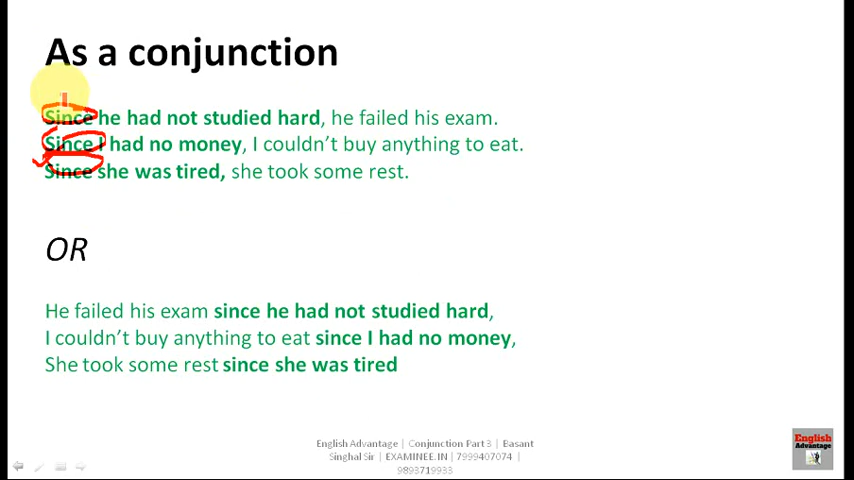 As a conjunction
Since he had not studied hard, he failed his exam.
Since I had no money, I couldn't buy anything to eat.
Since she was tired, she took some rest.
OR
He failed his exam since he had not studied hard,
I couldn't buy anything to eat since I had no money,
She took some rest since she was tired
English Advantage | Conjunction Part 3 | Basant
Singhal Sir | EXAMINEE.IN | 7999407074 |
9893719933
English
Advantage